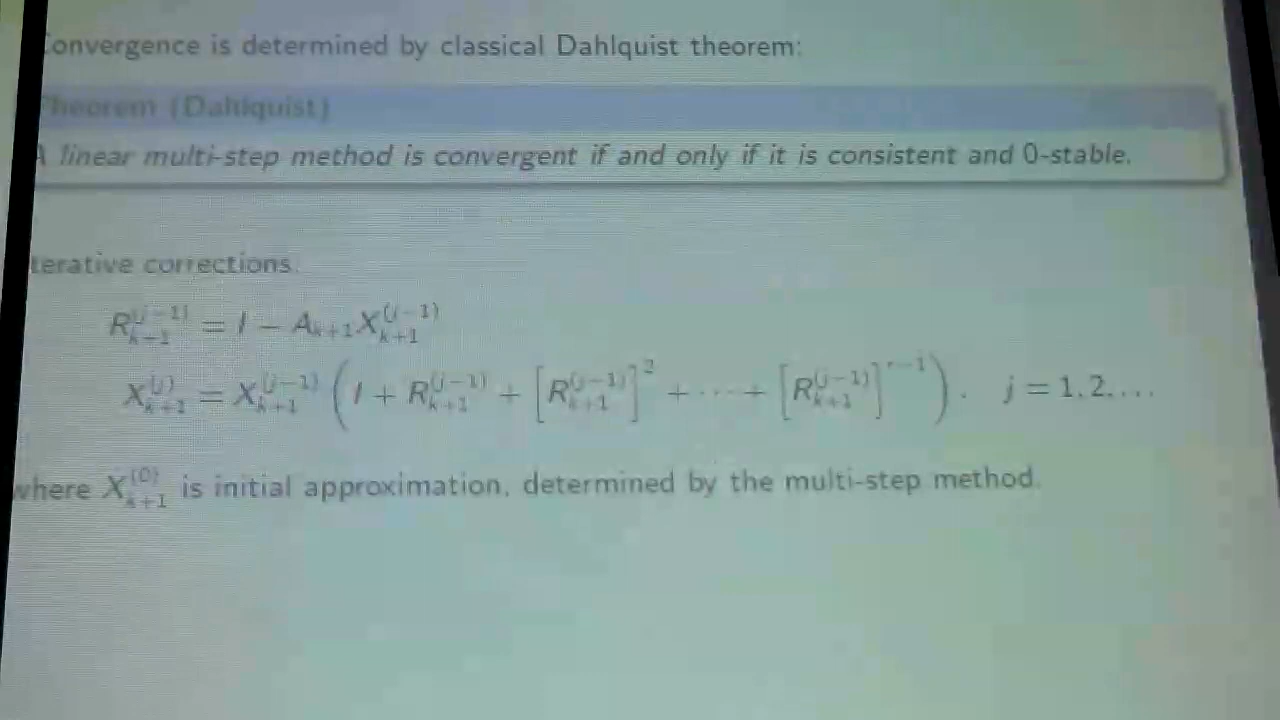 onvergence is determined by classical Dahlquist theorem:
heorem (Dahlquist)
A linear multi-step method is convergent if and only if it is consistent and 0-stable.
terative corrections:
R_{k+1}^{(j-1)} = I − A_{k+1}X_{k+1}^{(j-1)}
X_{k+1}^{(j)} = X_{k+1}^{(j-1)} ( I + R_{k+1}^{(j-1)} + [R_{k+1}^{(j-1)}]^2 + ··· + [R_{k+1}^{(j-1)}]^{r-1} ), j = 1, 2, ...
where X_{k+1}^{(0)} is initial approximation, determined by the multi-step method.